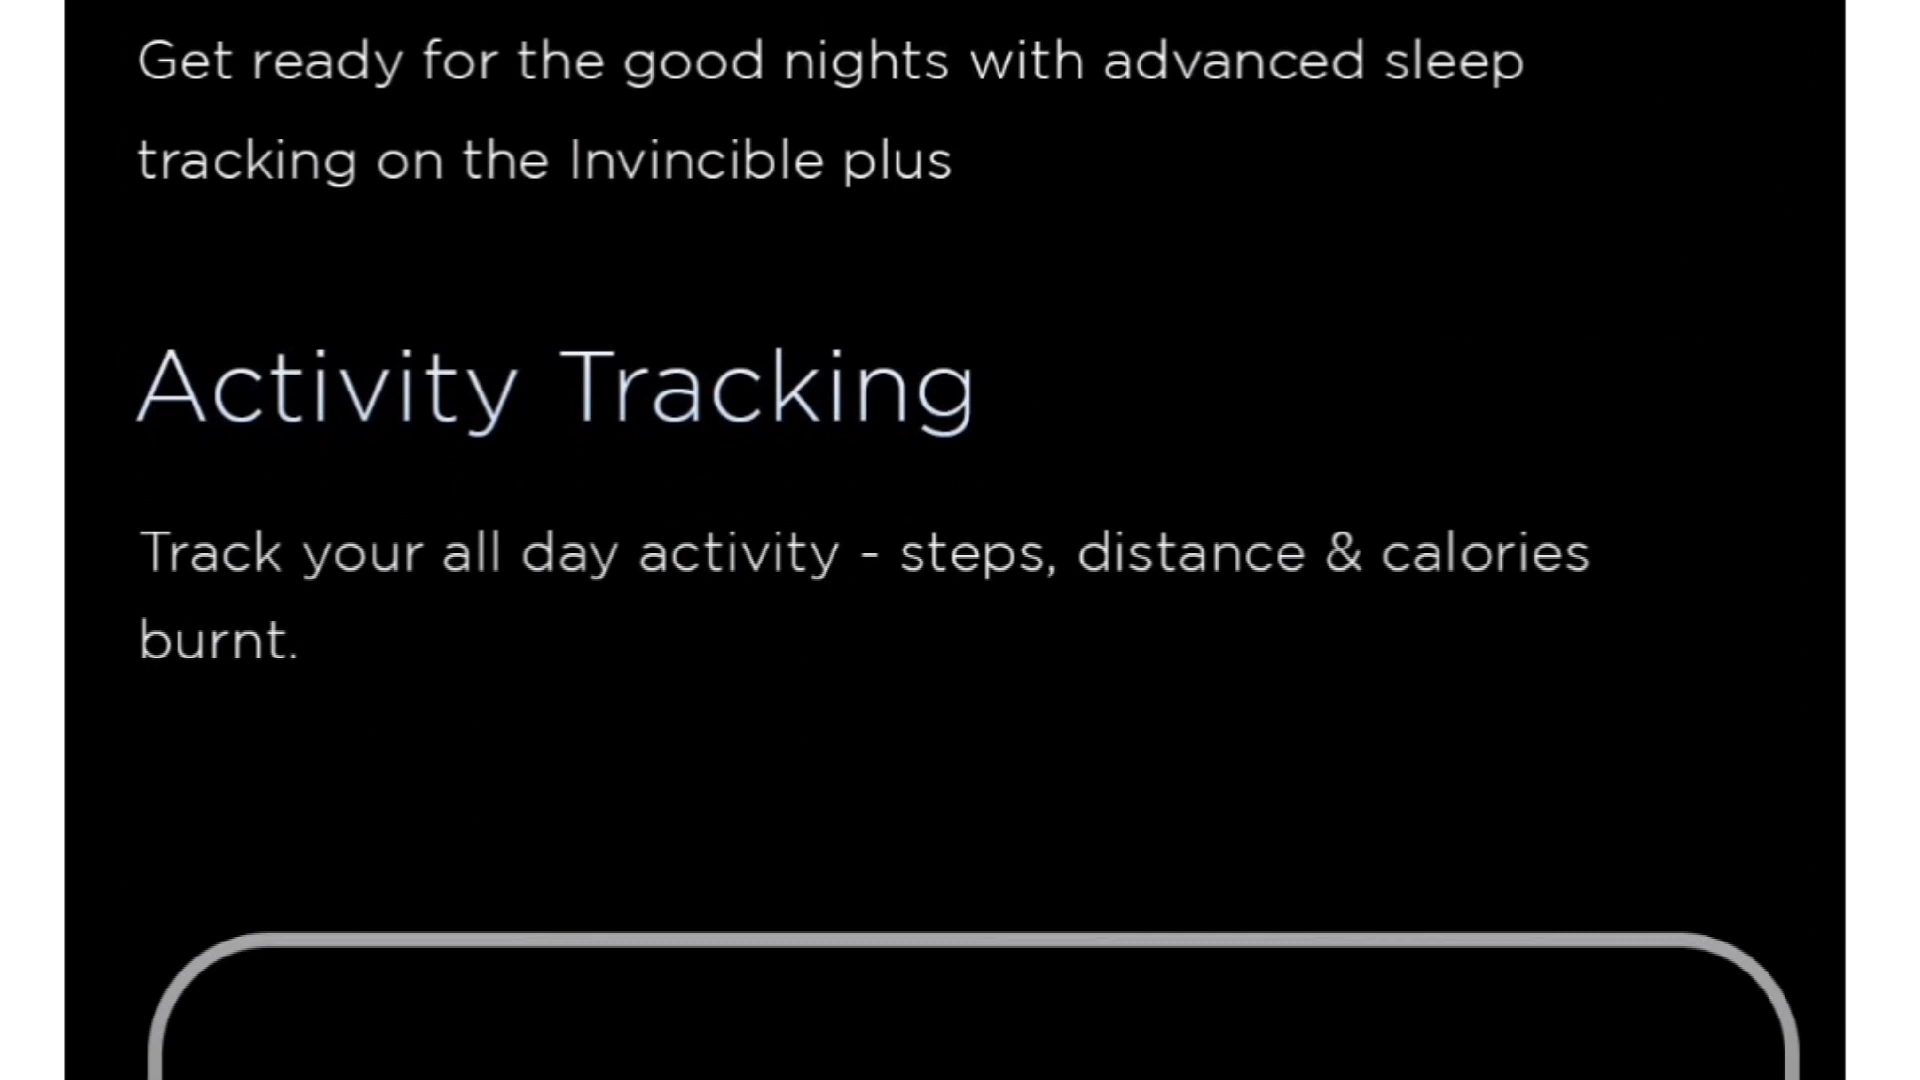 Get ready for the good nights with advanced sleep
tracking on the Invincible plus
Activity Tracking
Track your all day activity - steps, distance & calories
burnt.